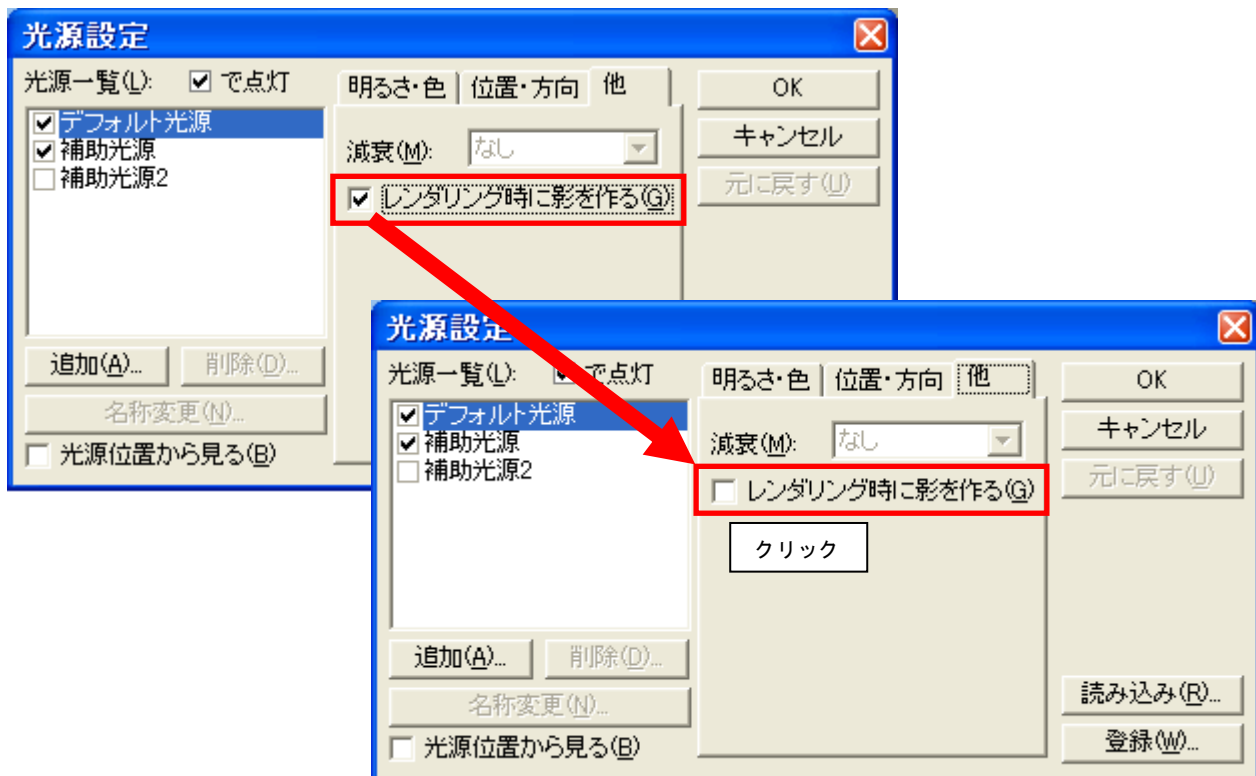 光源設定
光源一覧(L): で点灯
デフォルト光源
補助光源
補助光源2
追加(A)...
削除(D)...
名称変更(N)...
光源位置から見る(B)
明るさ・色
位置・方向
他
減衰(M): なし
レンダリング時に影を作る(G)
OK
キャンセル
元に戻す(U)
光源設定
光源一覧(L): で点灯
デフォルト光源
補助光源
補助光源2
追加(A)...
削除(D)...
名称変更(N)...
光源位置から見る(B)
明るさ・色
位置・方向
他
減衰(M): なし
レンダリング時に影を作る(G)
クリック
OK
キャンセル
元に戻す(U)
読み込み(R)...
登録(W)...